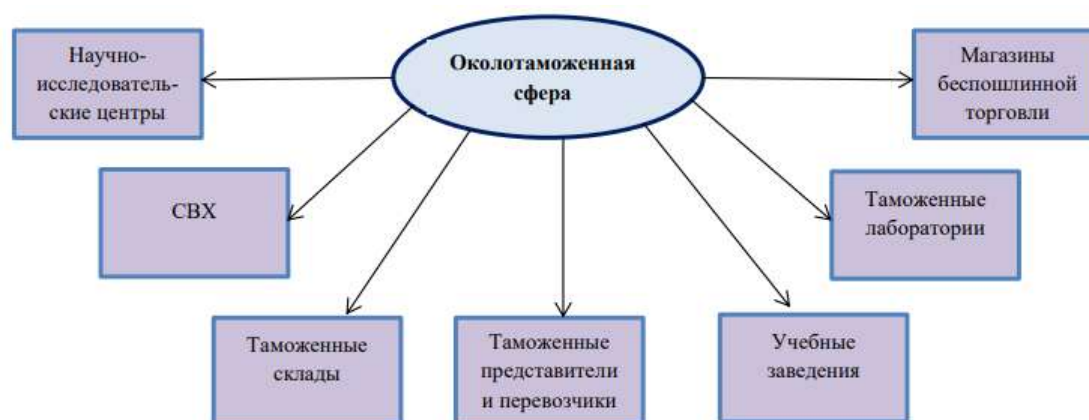 Околотаможенная
сфера
Научно-
исследователь-
ские центры
Магазины
беспошлинной
торговли
СВХ
Таможенные
лаборатории
Таможенные
склады
Таможенные
представители
и перевозчики
Учебные
заведения